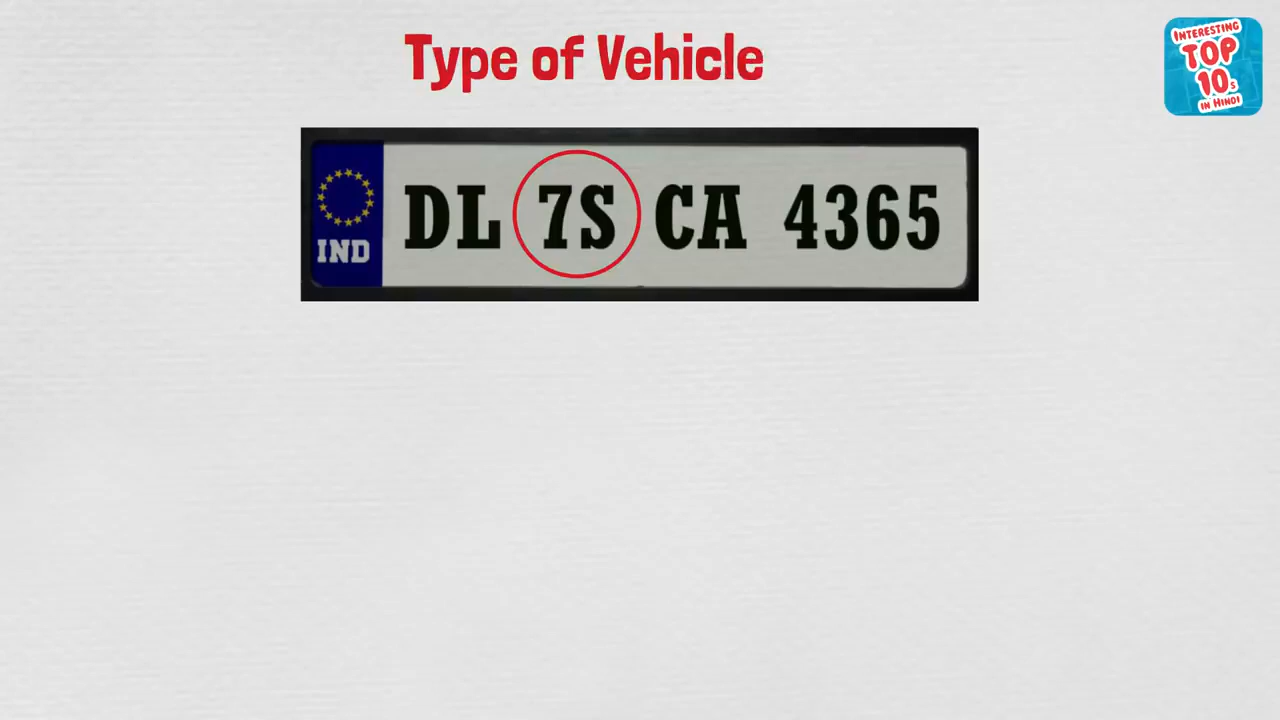 Type of Vehicle
INTERESTING
TOP
10s
IN HINDI
DL 7S CA 4365
IND